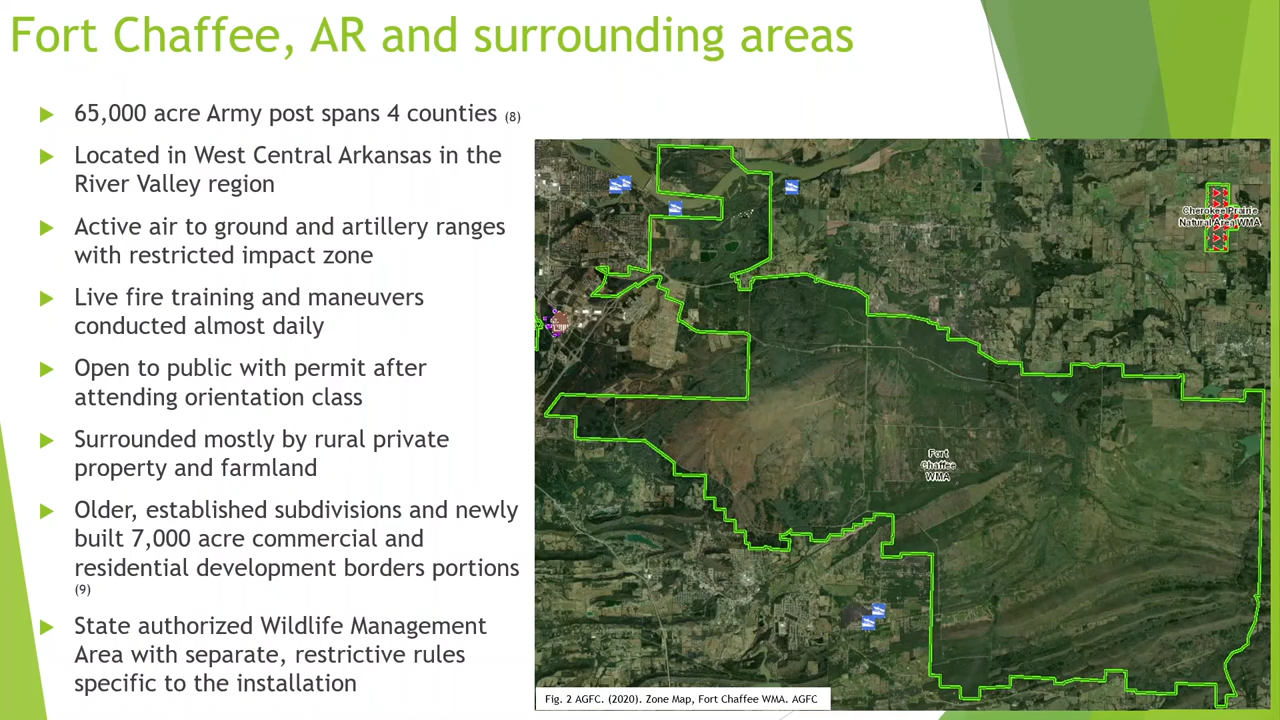 Fort Chaffee, AR and surrounding areas
65,000 acre Army post spans 4 counties (8)
Located in West Central Arkansas in the
River Valley region
Active air to ground and artillery ranges
with restricted impact zone
Live fire training and maneuvers
conducted almost daily
Open to public with permit after
attending orientation class
Surrounded mostly by rural private
property and farmland
Older, established subdivisions and newly
built 7,000 acre commercial and
residential development borders portions
(9)
State authorized Wildlife Management
Area with separate, restrictive rules
specific to the installation
Cherokee Prairie
Natural Area WMA
Fort
Chaffee
WMA
Fig. 2 AGFC. (2020). Zone Map, Fort Chaffee WMA. AGFC